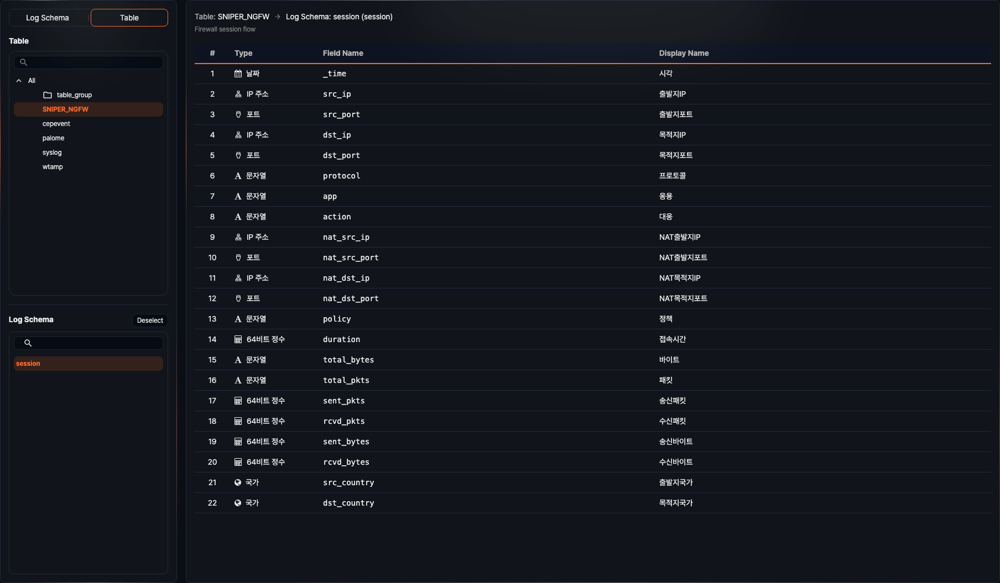 Log Schema
Table
Table
All
table_group
SNIPER_NGFW
cepevent
palome
syslog
wtamp
Log Schema
Deselect
session
Table: SNIPER_NGFW → Log Schema: session (session)
Firewall session flow
# Type Field Name Display Name
1 날짜 _time 시각
2 IP 주소 src_ip 출발지IP
3 포트 src_port 출발지포트
4 IP 주소 dst_ip 목적지IP
5 포트 dst_port 목적지포트
6 문자열 protocol 프로토콜
7 문자열 app 응용
8 문자열 action 대응
9 IP 주소 nat_src_ip NAT출발지IP
10 포트 nat_src_port NAT출발지포트
11 IP 주소 nat_dst_ip NAT목적지IP
12 포트 nat_dst_port NAT목적지포트
13 문자열 policy 정책
14 64비트 정수 duration 접속시간
15 문자열 total_bytes 바이트
16 문자열 total_pkts 패킷
17 64비트 정수 sent_pkts 송신패킷
18 64비트 정수 rcvd_pkts 수신패킷
19 64비트 정수 sent_bytes 송신바이트
20 64비트 정수 rcvd_bytes 수신바이트
21 국가 src_country 출발지국가
22 국가 dst_country 목적지국가